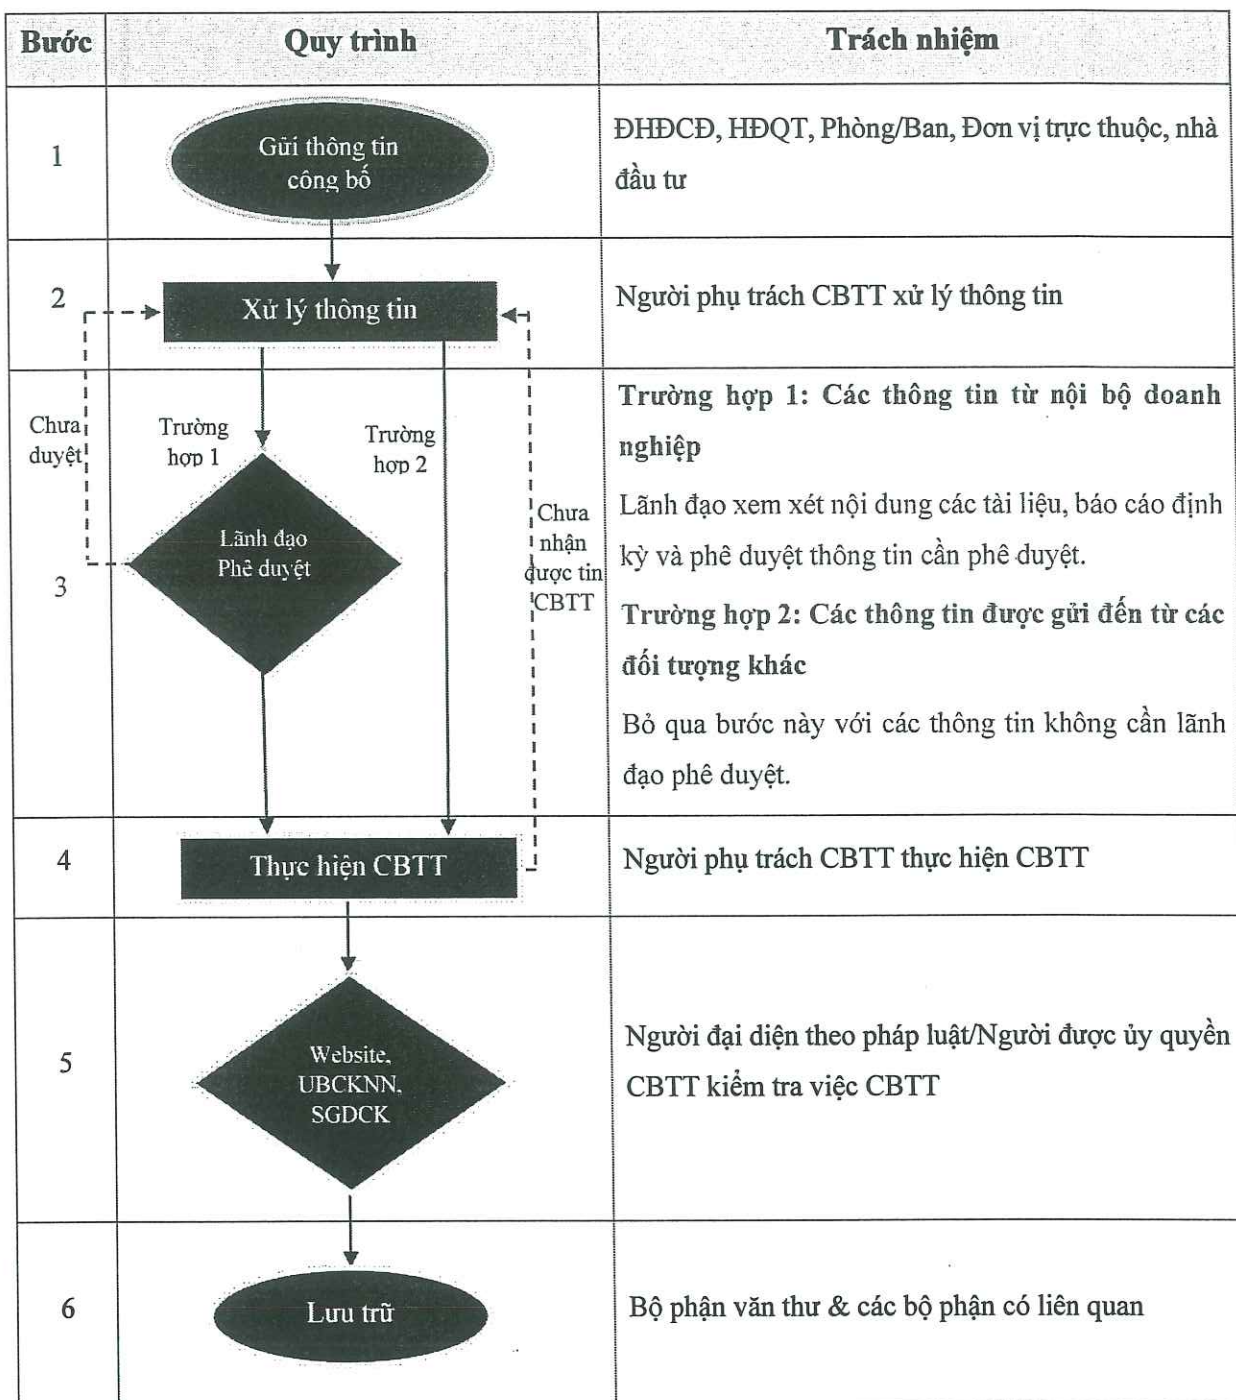 Bước
Quy trình
Trách nhiệm
1
Gửi thông tin
công bố
ĐHĐCĐ, HĐQT, Phòng/Ban, Đơn vị trực thuộc, nhà
đầu tư
2
Xử lý thông tin
Người phụ trách CBTT xử lý thông tin
3
Chưa
duyệt
Trường
hợp 1
Trường
hợp 2
Lãnh đạo
Phê duyệt
Chưa
nhận
được tin
CBTT
Trường hợp 1: Các thông tin từ nội bộ doanh
nghiệp
Lãnh đạo xem xét nội dung các tài liệu, báo cáo định
kỳ và phê duyệt thông tin cần phê duyệt.
Trường hợp 2: Các thông tin được gửi đến từ các
đối tượng khác
Bỏ qua bước này với các thông tin không cần lãnh
đạo phê duyệt.
4
Thực hiện CBTT
Người phụ trách CBTT thực hiện CBTT
5
Website,
UBCKNN,
SGDCK
Người đại diện theo pháp luật/Người được ủy quyền
CBTT kiểm tra việc CBTT
6
Lưu trữ
Bộ phận văn thư & các bộ phận có liên quan